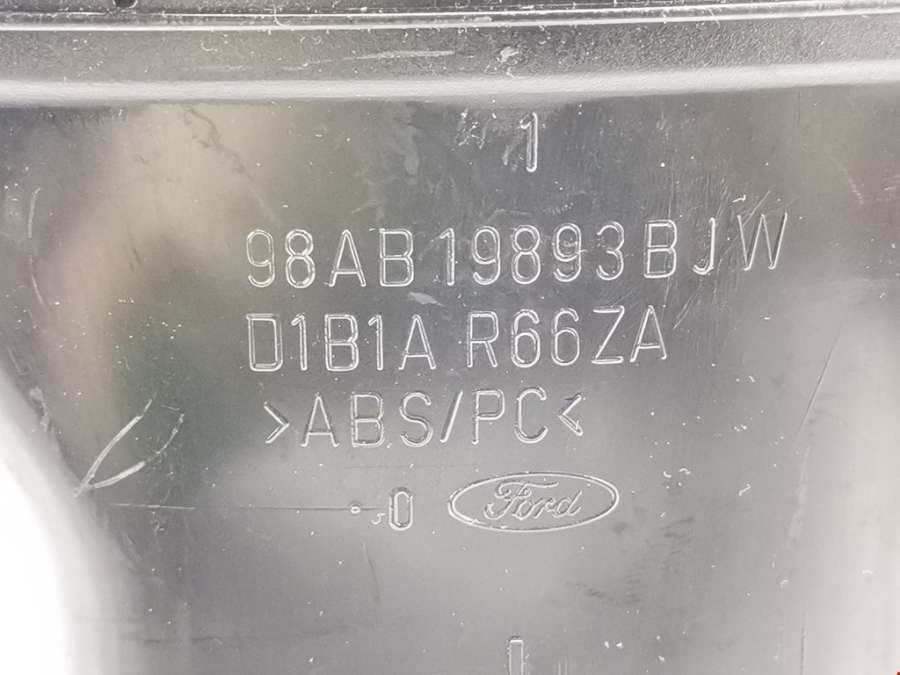 1
98AB 19893 BJW
D1B1A R66ZA
>ABS/PC<
0 Ford